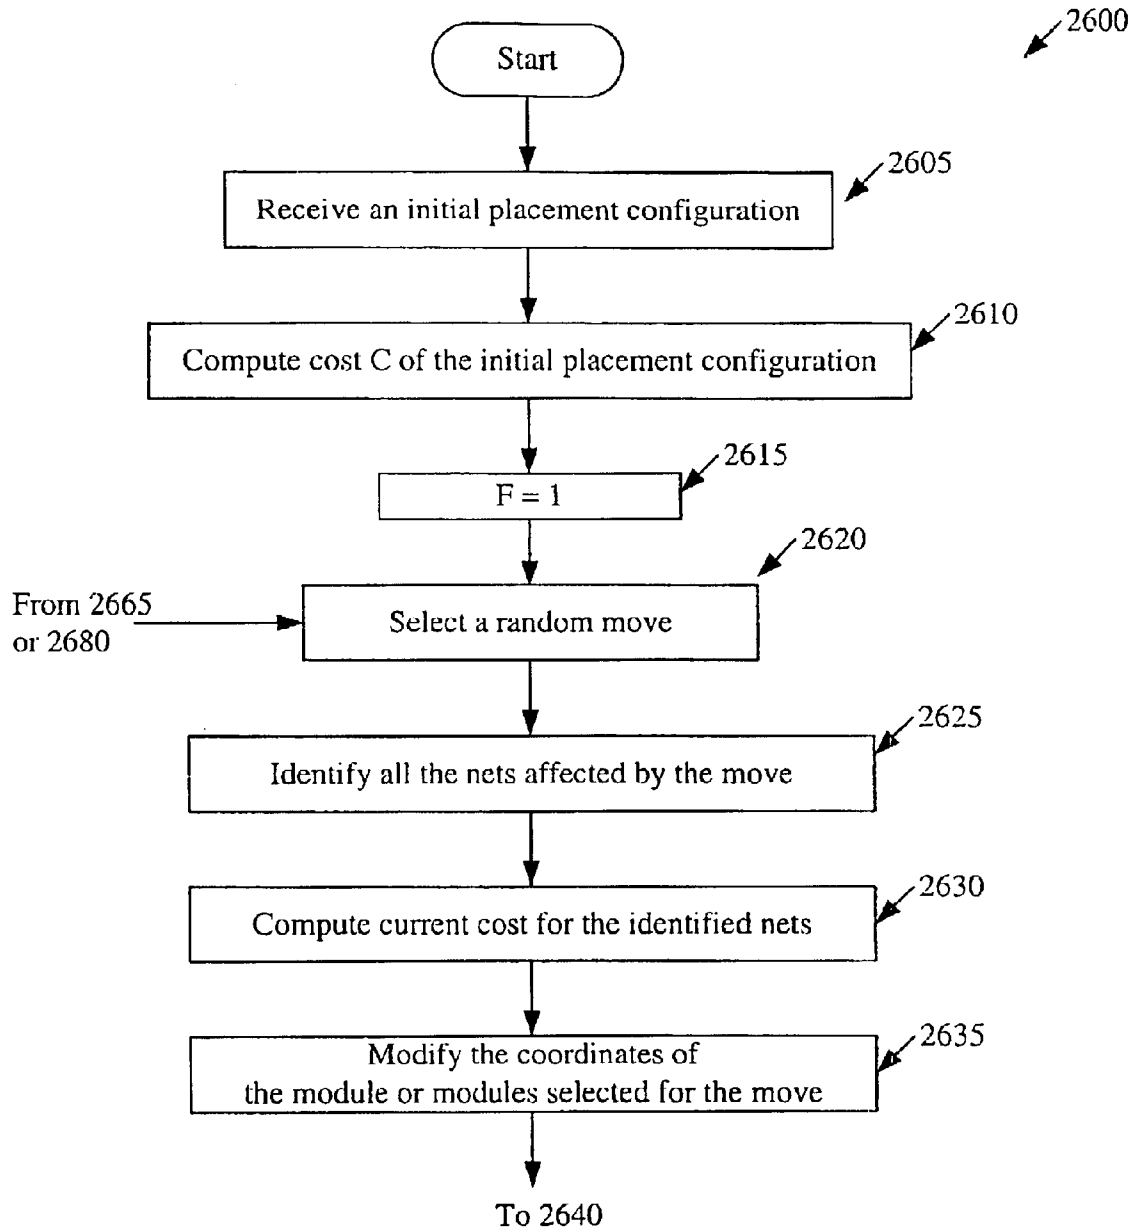 2600
Start
2605
Receive an initial placement configuration
2610
Compute cost C of the initial placement configuration
2615
F = 1
2620
From 2665
or 2680
Select a random move
2625
Identify all the nets affected by the move
2630
Compute current cost for the identified nets
2635
Modify the coordinates of
the module or modules selected for the move
To 2640